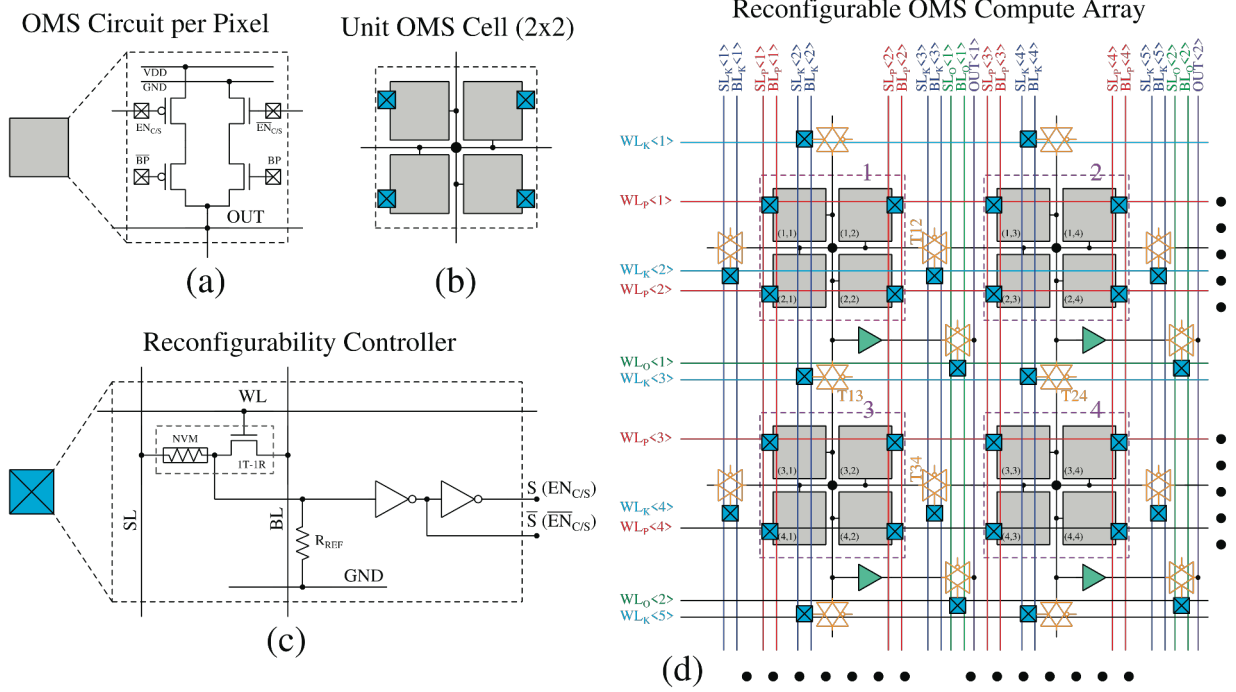 OMS Circuit per Pixel
VDD
GND
EN_C/S
E̅N̅_C/S
B̅P̅
BP
OUT
(a)
Unit OMS Cell (2x2)
(b)
Reconfigurability Controller
WL
NVM
1T-1R
SL
BL
R_REF
GND
S (EN_C/S)
S̅ (E̅N̅_C/S)
(c)
Reconfigurable OMS Compute Array
SL_K<1>
BL_K<1>
SL_P<1>
BL_P<1>
SL_K<2>
BL_K<2>
SL_P<2>
BL_P<2>
SL_K<3>
BL_K<3>
SL_O<1>
BL_O<1>
OUT<1>
SL_P<3>
BL_P<3>
SL_K<4>
BL_K<4>
SL_P<4>
BL_P<4>
SL_K<5>
BL_K<5>
SL_O<2>
BL_O<2>
OUT<2>
WL_K<1>
1
2
WL_P<1>
(1,1)
(1,2)
T12
(1,3)
(1,4)
WL_K<2>
WL_P<2>
(2,1)
(2,2)
(2,3)
(2,4)
WL_O<1>
WL_K<3>
T13
T24
3
4
WL_P<3>
(3,1)
(3,2)
T34
(3,3)
(3,4)
WL_K<4>
WL_P<4>
(4,1)
(4,2)
(4,3)
(4,4)
WL_O<2>
WL_K<5>
(d)